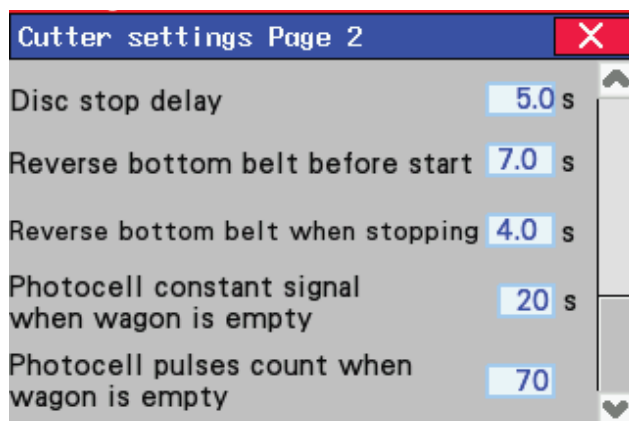 Cutter settings Page 2
Disc stop delay 5.0 s
Reverse bottom belt before start 7.0 s
Reverse bottom belt when stopping 4.0 s
Photocell constant signal
when wagon is empty 20 s
Photocell pulses count when
wagon is empty 70